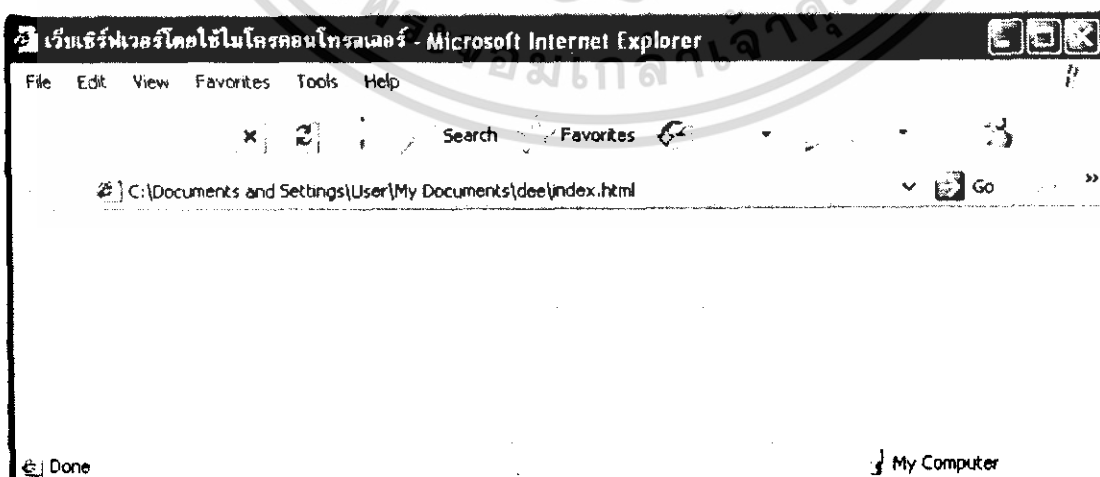 เว็บเซิร์ฟเวอร์โดยใช้ไมโครคอนโทรลเลอร์ - Microsoft Internet Explorer
File Edit View Favorites Tools Help
Search Favorites
C:\Documents and Settings\User\My Documents\dee\index.html Go
Done My Computer